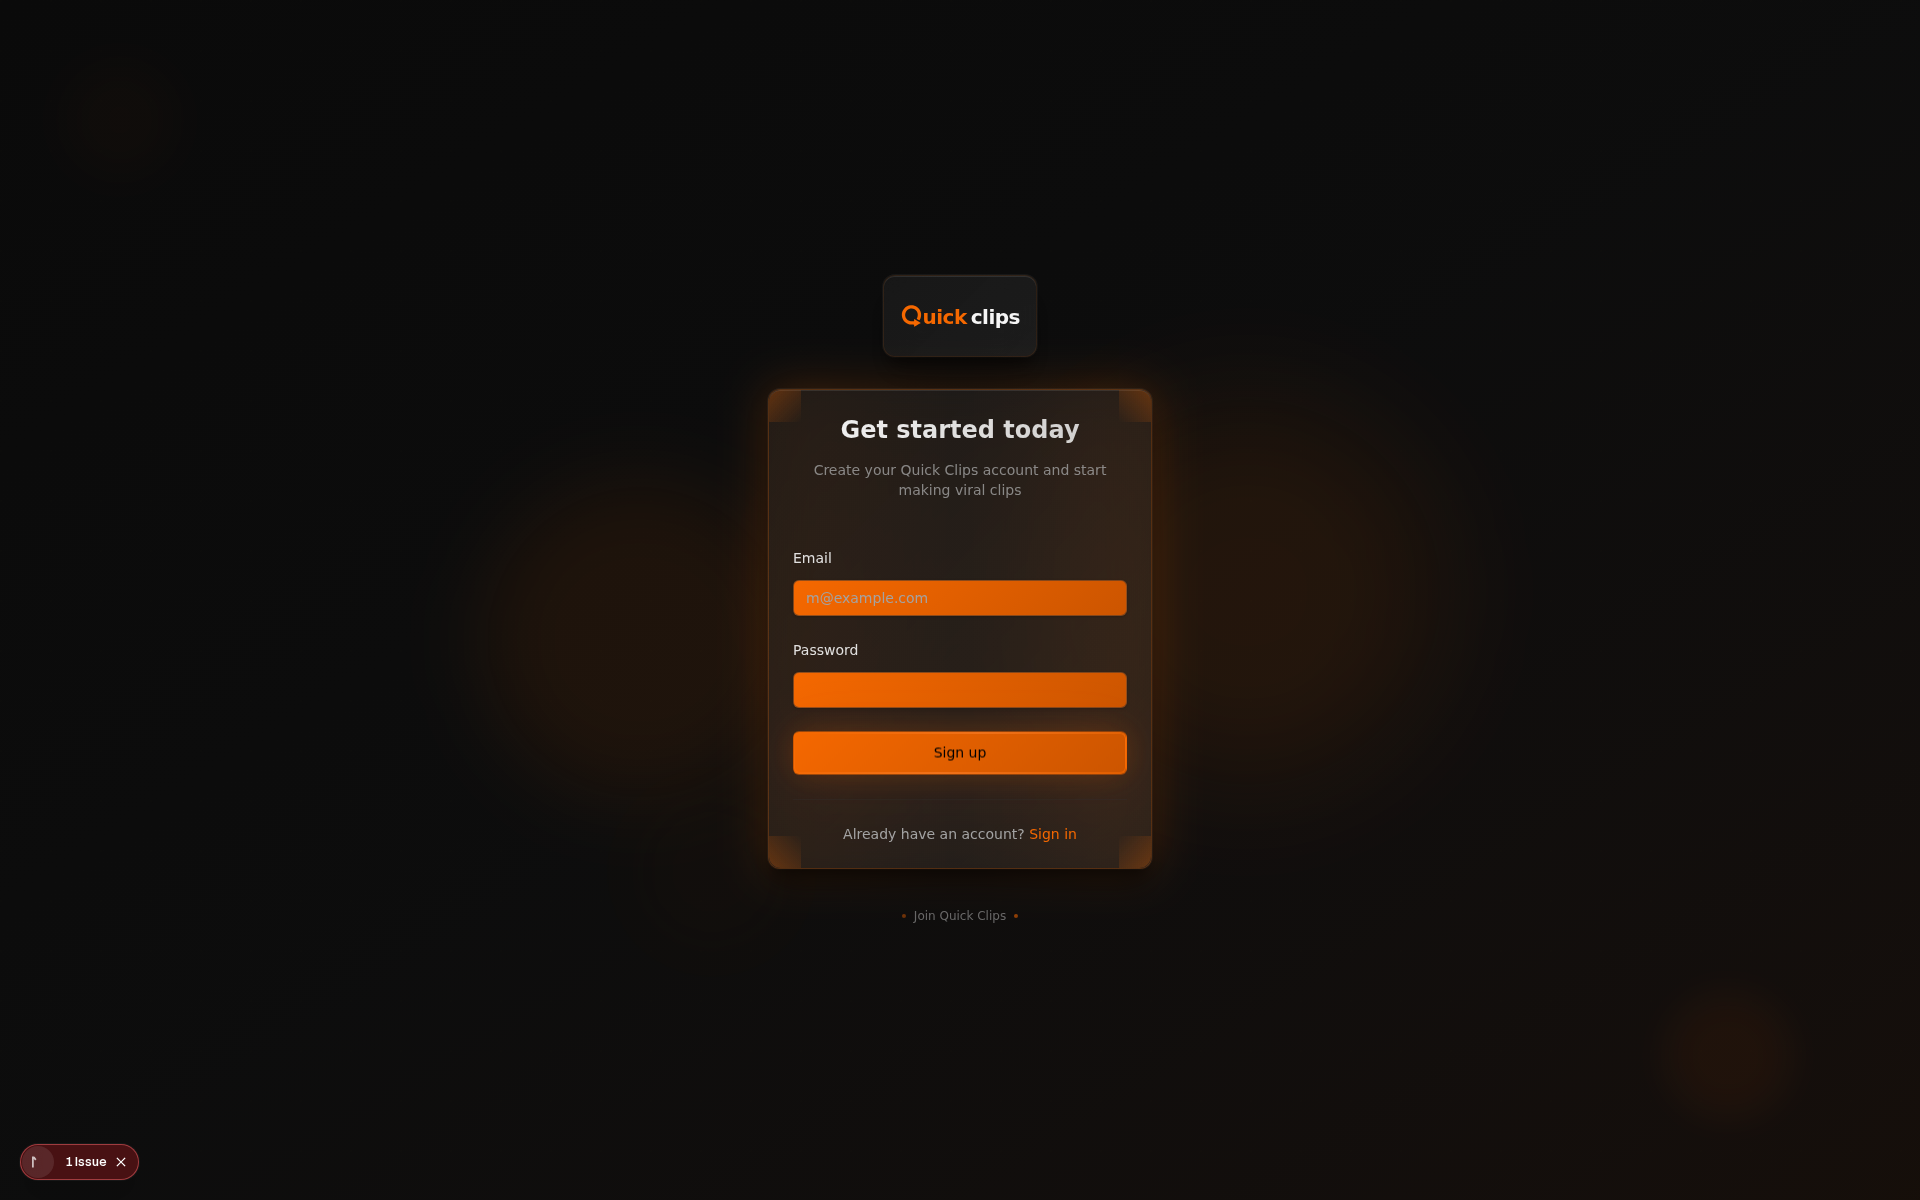 Quick clips
Get started today
Create your Quick Clips account and start
making viral clips
Email
m@example.com
Password
Sign up
Already have an account? Sign in
• Join Quick Clips •
1 Issue